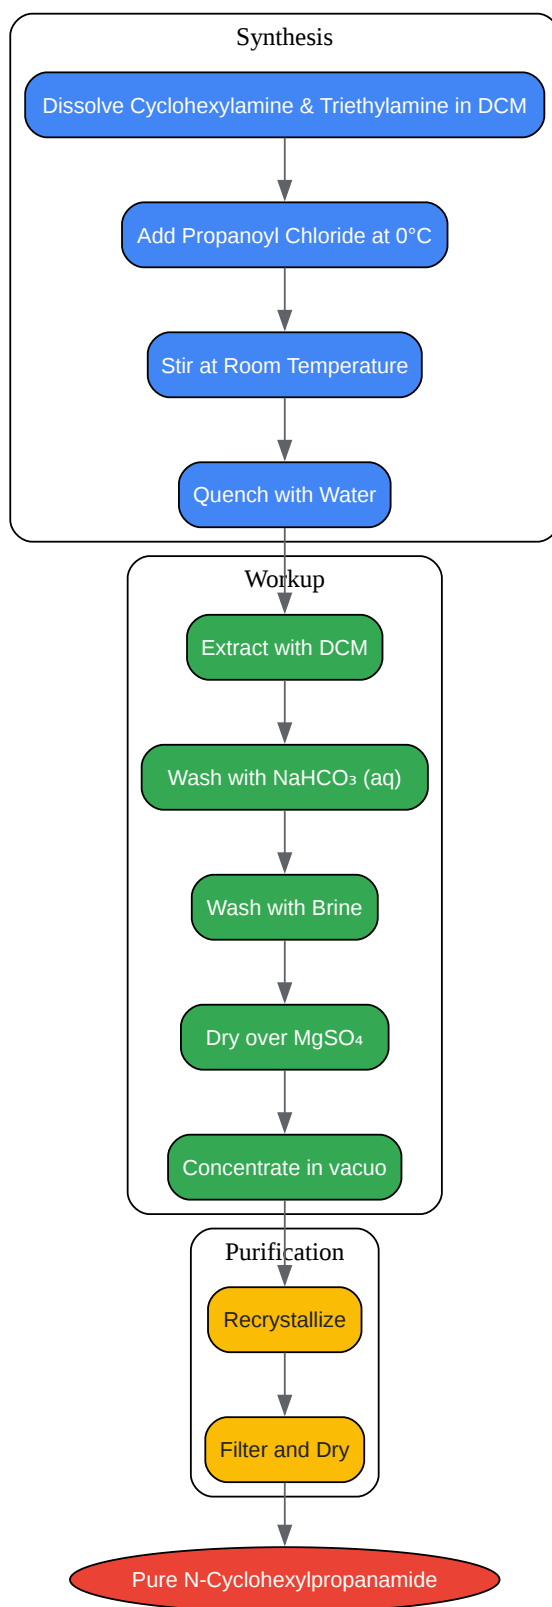 Synthesis
Dissolve Cyclohexylamine & Triethylamine in DCM
Add Propanoyl Chloride at 0°C
Stir at Room Temperature
Quench with Water
Workup
Extract with DCM
Wash with NaHCO₃ (aq)
Wash with Brine
Dry over MgSO₄
Concentrate in vacuo
Purification
Recrystallize
Filter and Dry
Pure N-Cyclohexylpropanamide